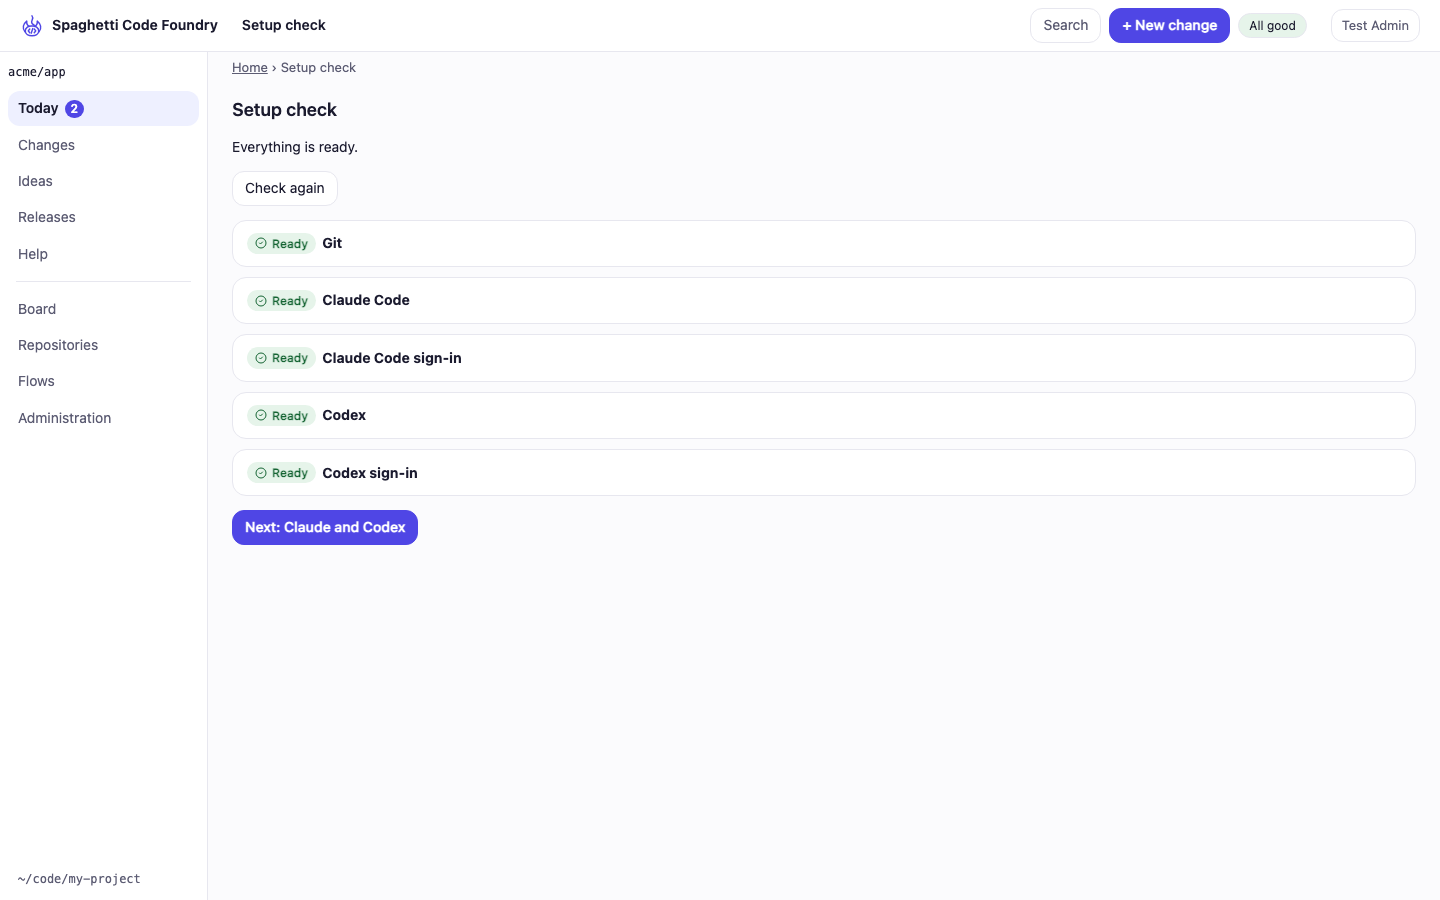 Spaghetti Code Foundry
Setup check
Search
+ New change
All good
Test Admin
acme/app
Today 2
Changes
Ideas
Releases
Help
Board
Repositories
Flows
Administration
~/code/my-project
Home › Setup check
Setup check
Everything is ready.
Check again
Ready Git
Ready Claude Code
Ready Claude Code sign-in
Ready Codex
Ready Codex sign-in
Next: Claude and Codex